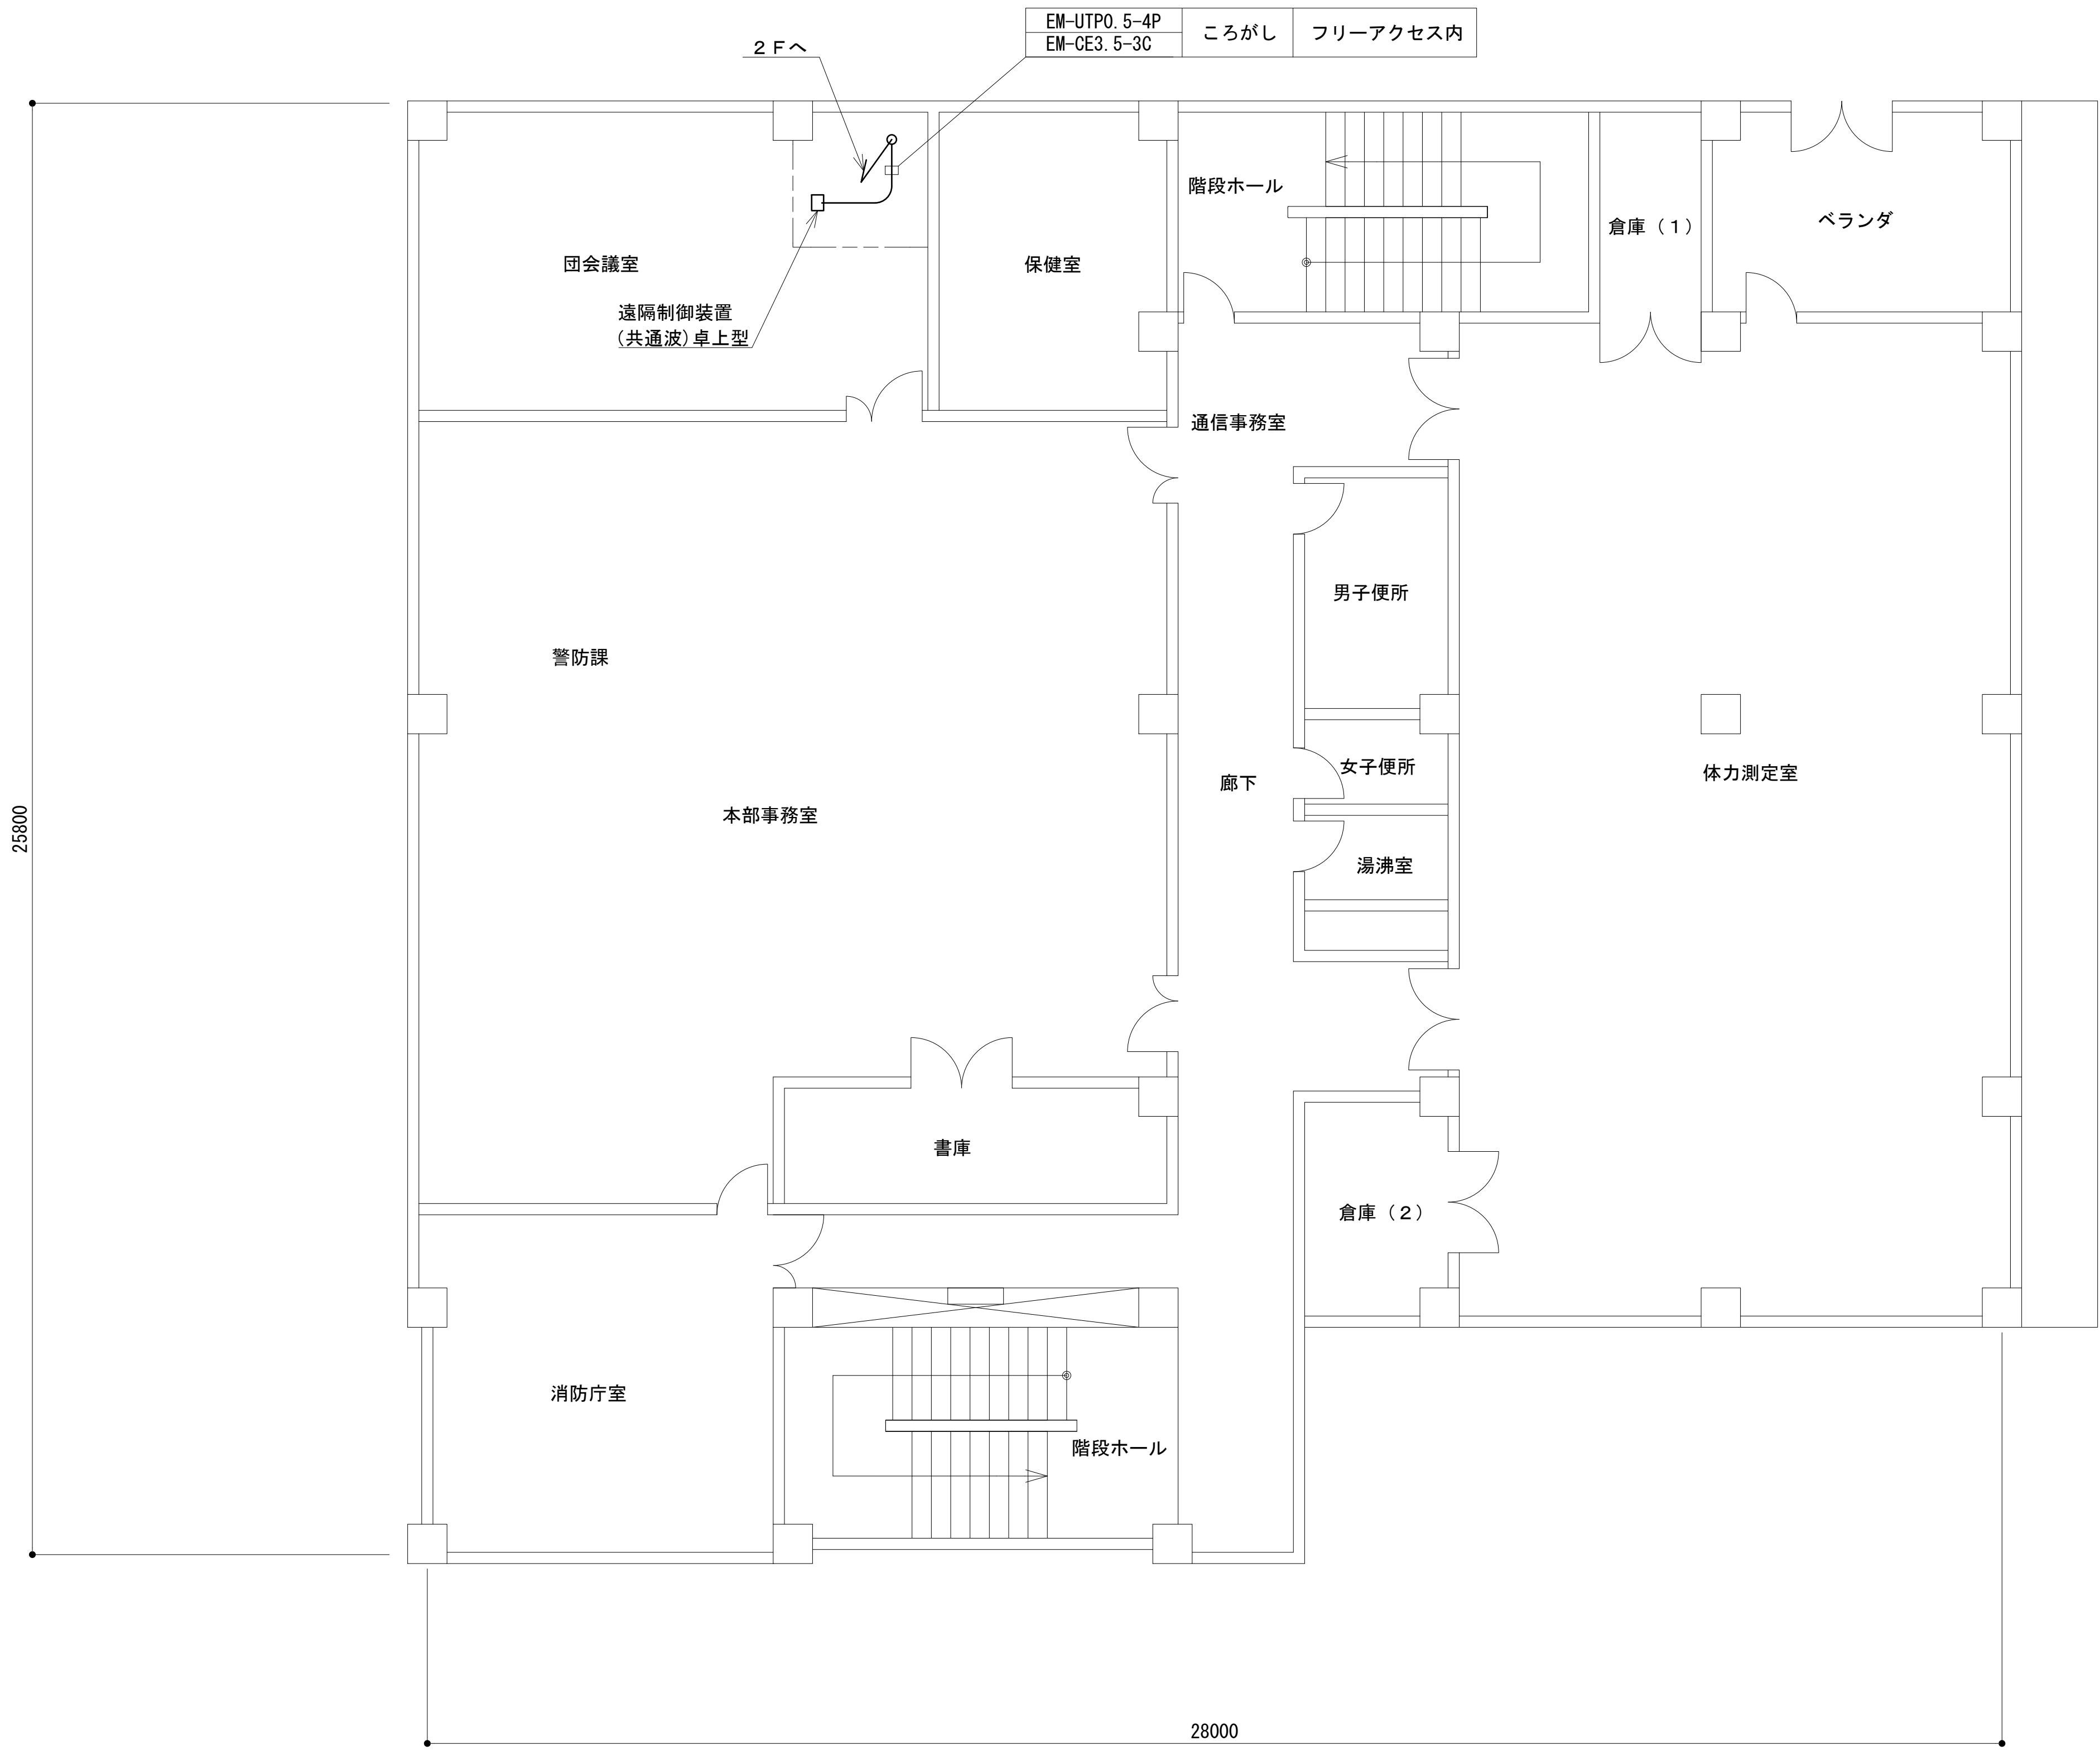 EM-UTP0.5-4P
EM-CE3.5-3C
ころがし
フリーアクセス内
２Ｆへ
階段ホール
倉庫（１）
ベランダ
団会議室
保健室
遠隔制御装置
(共通波)卓上型
通信事務室
男子便所
警防課
女子便所
体力測定室
廊下
本部事務室
25800
湯沸室
書庫
倉庫（２）
消防庁室
階段ホール
28000